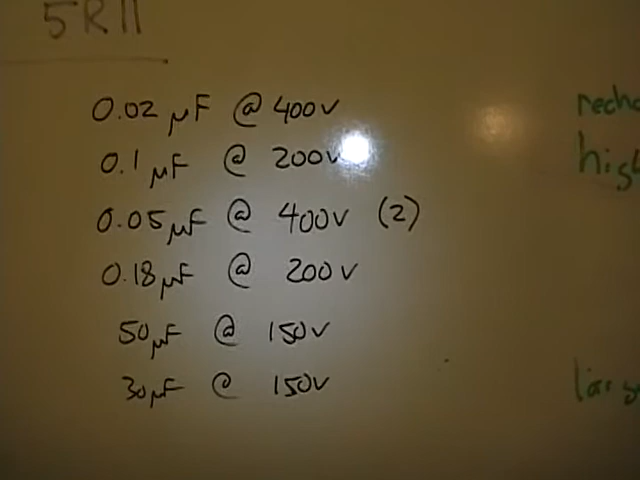 5R11
0.02 μF @ 400V
0.1 μF @ 200V
0.05 μF @ 400V (2)
0.18 μF @ 200V
50 μF @ 150V
30 μF @ 150V